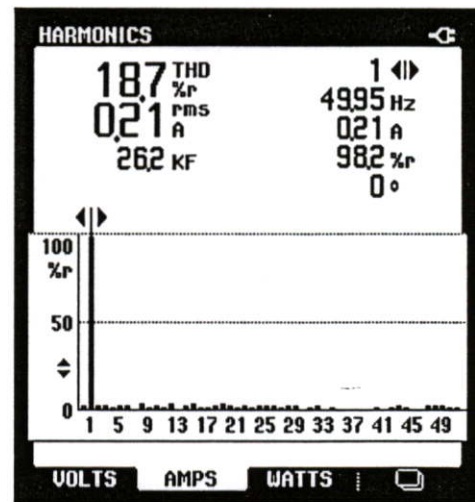 HARMONICS
18,7 THD %r
0,21 rms A
26,2 KF
1
49,95 Hz
0,21 A
98,2 %r
0 °
100
%r
50
0
1 5 9 13 17 21 25 29 33 37 41 45 49
VOLTS AMPS WATTS